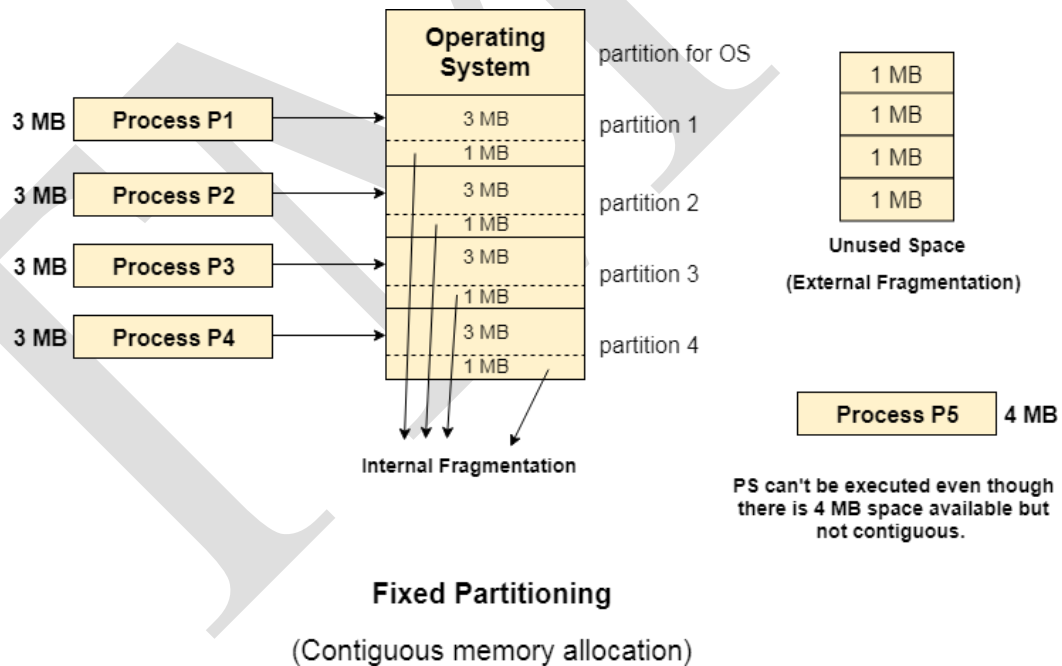 Operating
System
partition for OS
3 MB
Process P1
3 MB
1 MB
partition 1
3 MB
Process P2
3 MB
1 MB
partition 2
3 MB
Process P3
3 MB
1 MB
partition 3
3 MB
Process P4
3 MB
1 MB
partition 4
Internal Fragmentation
1 MB
1 MB
1 MB
1 MB
Unused Space
(External Fragmentation)
Process P5
4 MB
PS can't be executed even though
there is 4 MB space available but
not contiguous.
Fixed Partitioning
(Contiguous memory allocation)